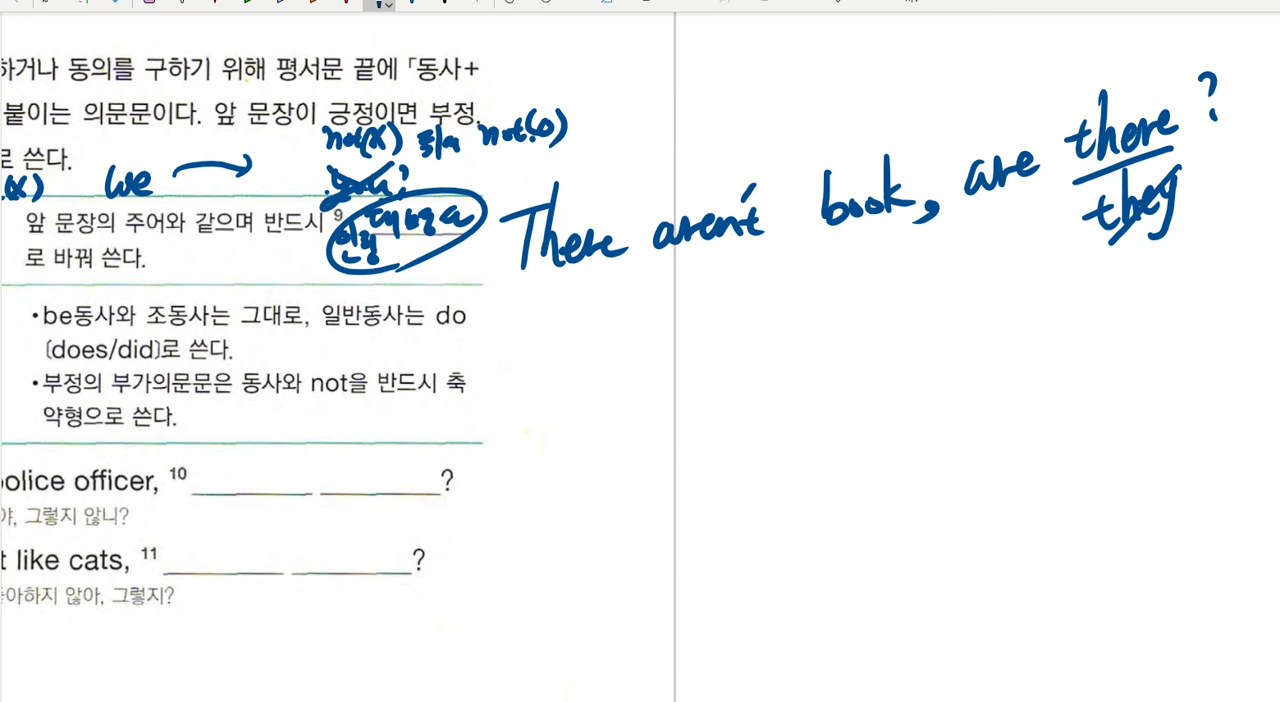 하거나 동의를 구하기 위해 평서문 끝에 「동사+
붙이는 의문문이다. 앞 문장이 긍정이면 부정,
not(x) not(o)
로 쓴다.
(x) we
앞 문장의 주어와 같으며 반드시 9
인칭대명사
로 바꿔 쓴다.
There aren't book, are there?
they
•be동사와 조동사는 그대로, 일반동사는 do
(does/did)로 쓴다.
•부정의 부가의문문은 동사와 not을 반드시 축
약형으로 쓴다.
police officer, 10 ____ ____?
야, 그렇지 않니?
t like cats, 11 ____ ____?
좋아하지 않아, 그렇지?